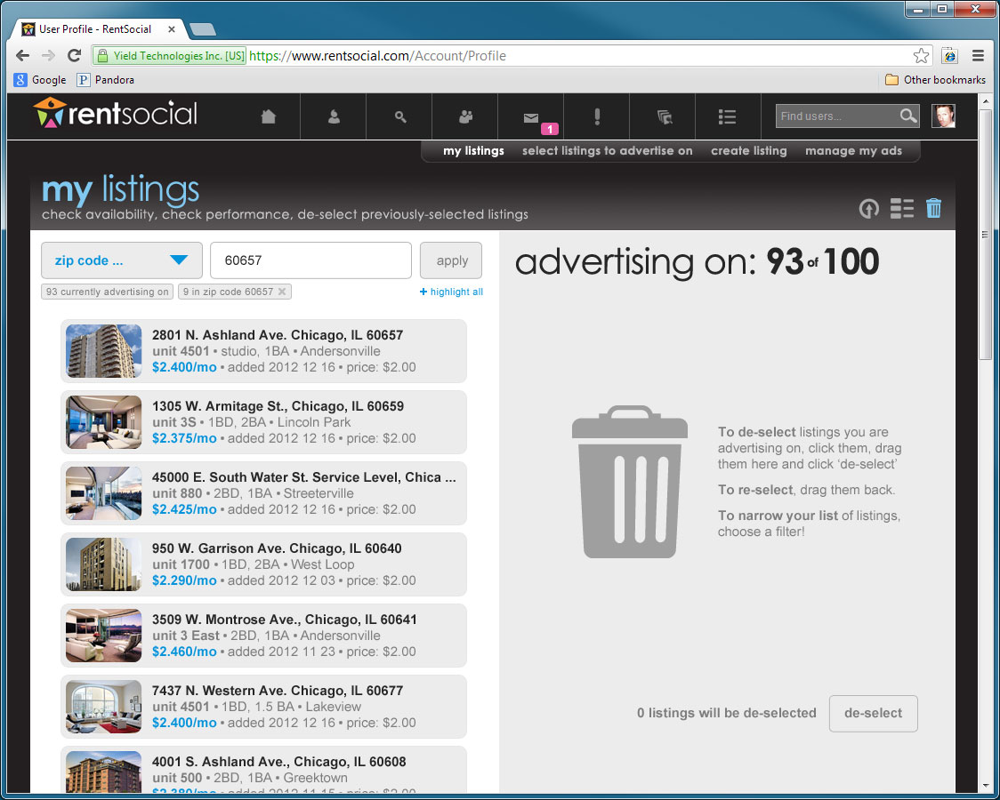 User Profile - RentSocial
Yield Technologies Inc. [US] https://www.rentsocial.com/Account/Profile
Google
Pandora
Other bookmarks
rentsocial
1
Find users...
my listings
select listings to advertise on
create listing
manage my ads
my listings
check availability, check performance, de-select previously-selected listings
zip code ...
60657
apply
93 currently advertising on
9 in zip code 60657
+ highlight all
2801 N. Ashland Ave. Chicago, IL 60657
unit 4501 • studio, 1BA • Andersonville
$2.400/mo • added 2012 12 16 • price: $2.00
1305 W. Armitage St., Chicago, IL 60659
unit 3S • 1BD, 2BA • Lincoln Park
$2.375/mo • added 2012 12 16 • price: $2.00
45000 E. South Water St. Service Level, Chica ...
unit 880 • 2BD, 1BA • Streeterville
$2.425/mo • added 2012 12 16 • price: $2.00
950 W. Garrison Ave. Chicago, IL 60640
unit 1700 • 1BD, 2BA • West Loop
$2.290/mo • added 2012 12 03 • price: $2.00
3509 W. Montrose Ave., Chicago, IL 60641
unit 3 East • 2BD, 1BA • Andersonville
$2.460/mo • added 2012 11 23 • price: $2.00
7437 N. Western Ave. Chicago, IL 60677
unit 4501 • 1BD, 1.5 BA • Lakeview
$2.400/mo • added 2012 12 16 • price: $2.00
4001 S. Ashland Ave., Chicago, IL 60608
unit 500 • 2BD, 1BA • Greektown
$2.380/mo • added 2012 11 15 • price: $2.00
advertising on: 93 of 100
To de-select listings you are
advertising on, click them, drag
them here and click ‘de-select’
To re-select, drag them back.
To narrow your list of listings,
choose a filter!
0 listings will be de-selected
de-select